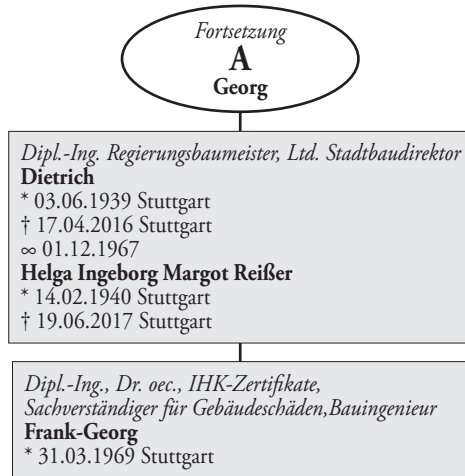 Fortsetzung
A
Georg
Dipl.-Ing. Regierungsbaumeister, Ltd. Stadtbaudirektor
Dietrich
* 03.06.1939 Stuttgart
† 17.04.2016 Stuttgart
∞ 01.12.1967
Helga Ingeborg Margot Reißer
* 14.02.1940 Stuttgart
† 19.06.2017 Stuttgart
Dipl.-Ing., Dr. oec., IHK-Zertifikate,
Sachverständiger für Gebäudeschäden,Bauingenieur
Frank-Georg
* 31.03.1969 Stuttgart